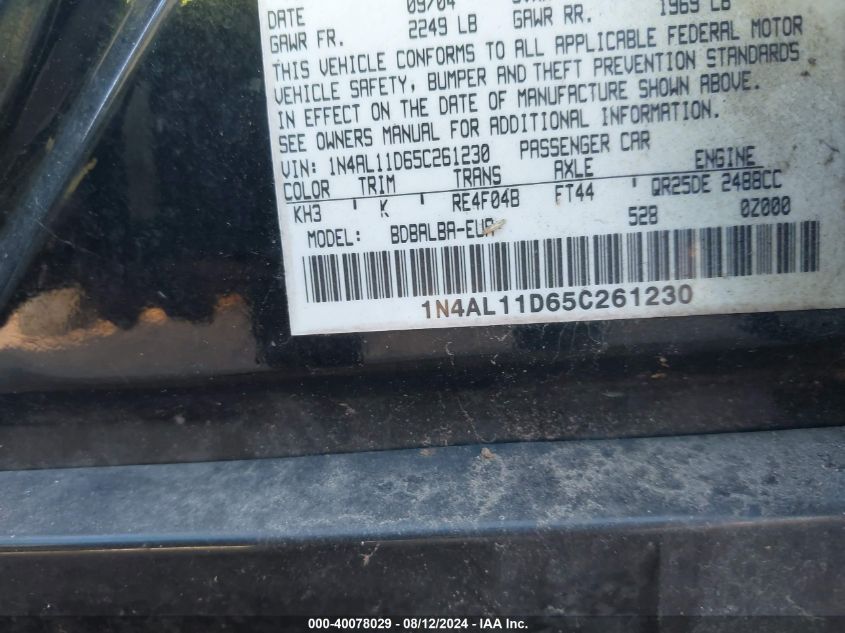 DATE 09/04
GAWR FR. 2249 LB GAWR RR. 1969 LB
THIS VEHICLE CONFORMS TO ALL APPLICABLE FEDERAL MOTOR
VEHICLE SAFETY, BUMPER AND THEFT PREVENTION STANDARDS
IN EFFECT ON THE DATE OF MANUFACTURE SHOWN ABOVE.
SEE OWNERS MANUAL FOR ADDITIONAL INFORMATION.
VIN: 1N4AL11D65C261230 PASSENGER CAR
COLOR TRIM TRANS AXLE ENGINE
KH3 K RE4F04B FT44 QR25DE 2488CC
528 0Z000
MODEL: BDBALBA-EUA
1N4AL11D65C261230
000-40078029 - 08/12/2024 - IAAI, Inc.